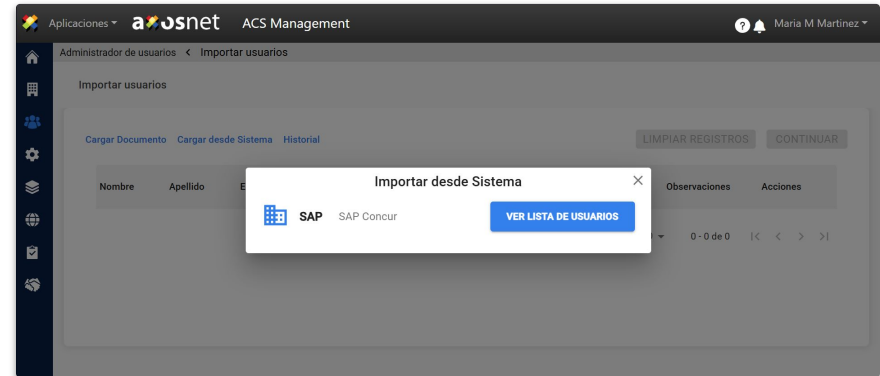 Aplicaciones axosnet ACS Management ? Maria M Martinez
Administrador de usuarios < Importar usuarios
Importar usuarios
Cargar Documento Cargar desde Sistema Historial LIMPIAR REGISTROS CONTINUAR
Importar desde Sistema
Nombre Apellido E Observaciones Acciones
SAP SAP Concur VER LISTA DE USUARIOS
0 - 0 de 0